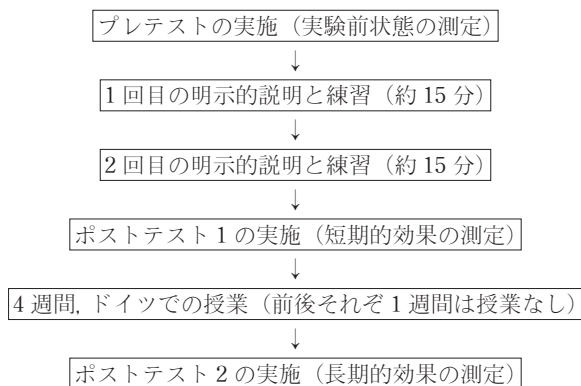 プレテストの実施（実験前状態の測定）
↓
1 回目の明示的説明と練習（約 15 分）
↓
2 回目の明示的説明と練習（約 15 分）
↓
ポストテスト 1 の実施（短期的効果の測定）
↓
4 週間, ドイツでの授業（前後それぞ 1 週間は授業なし）
↓
ポストテスト 2 の実施（長期的効果の測定）